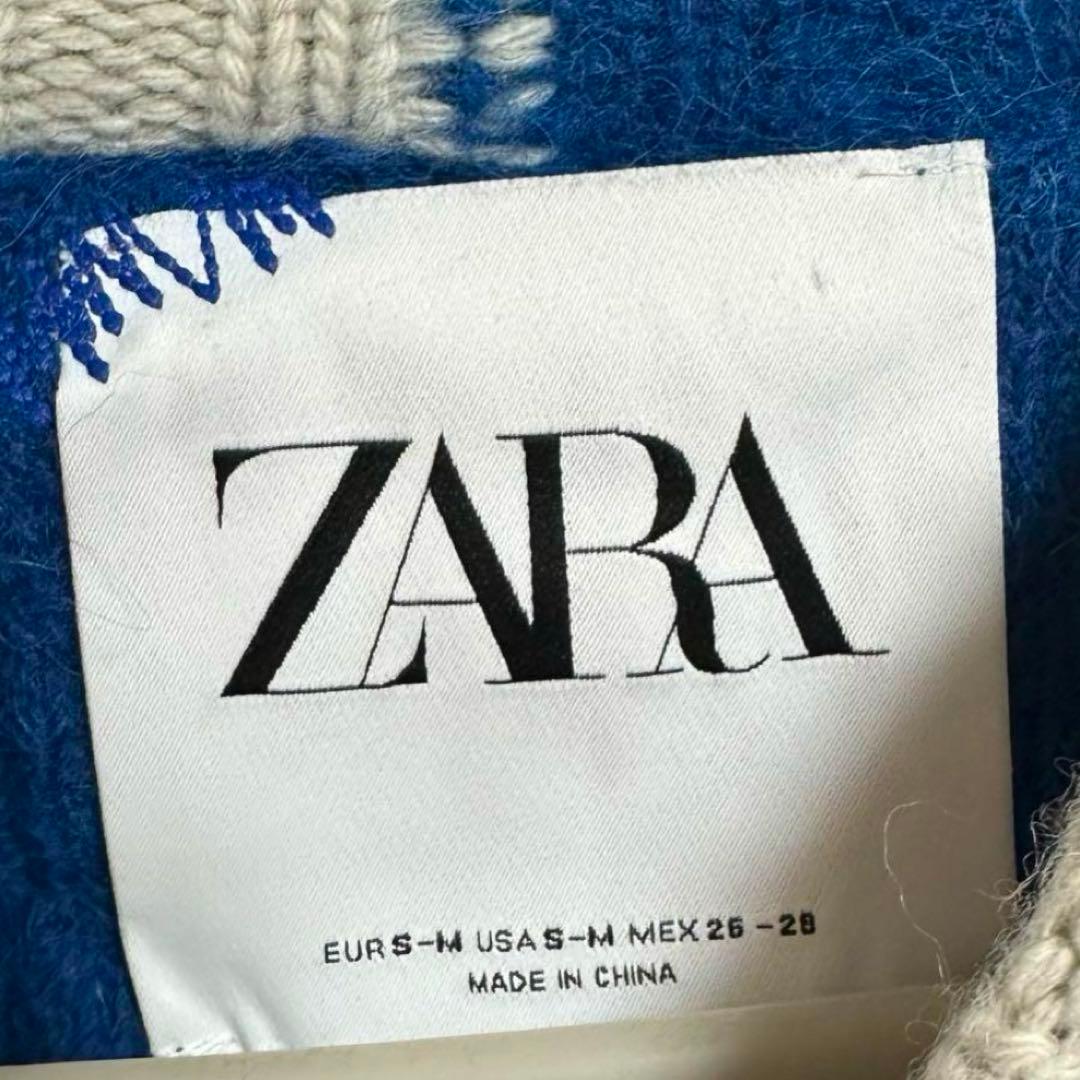 ZARA
EUR S-M USA S-M MEX 26-28
MADE IN CHINA